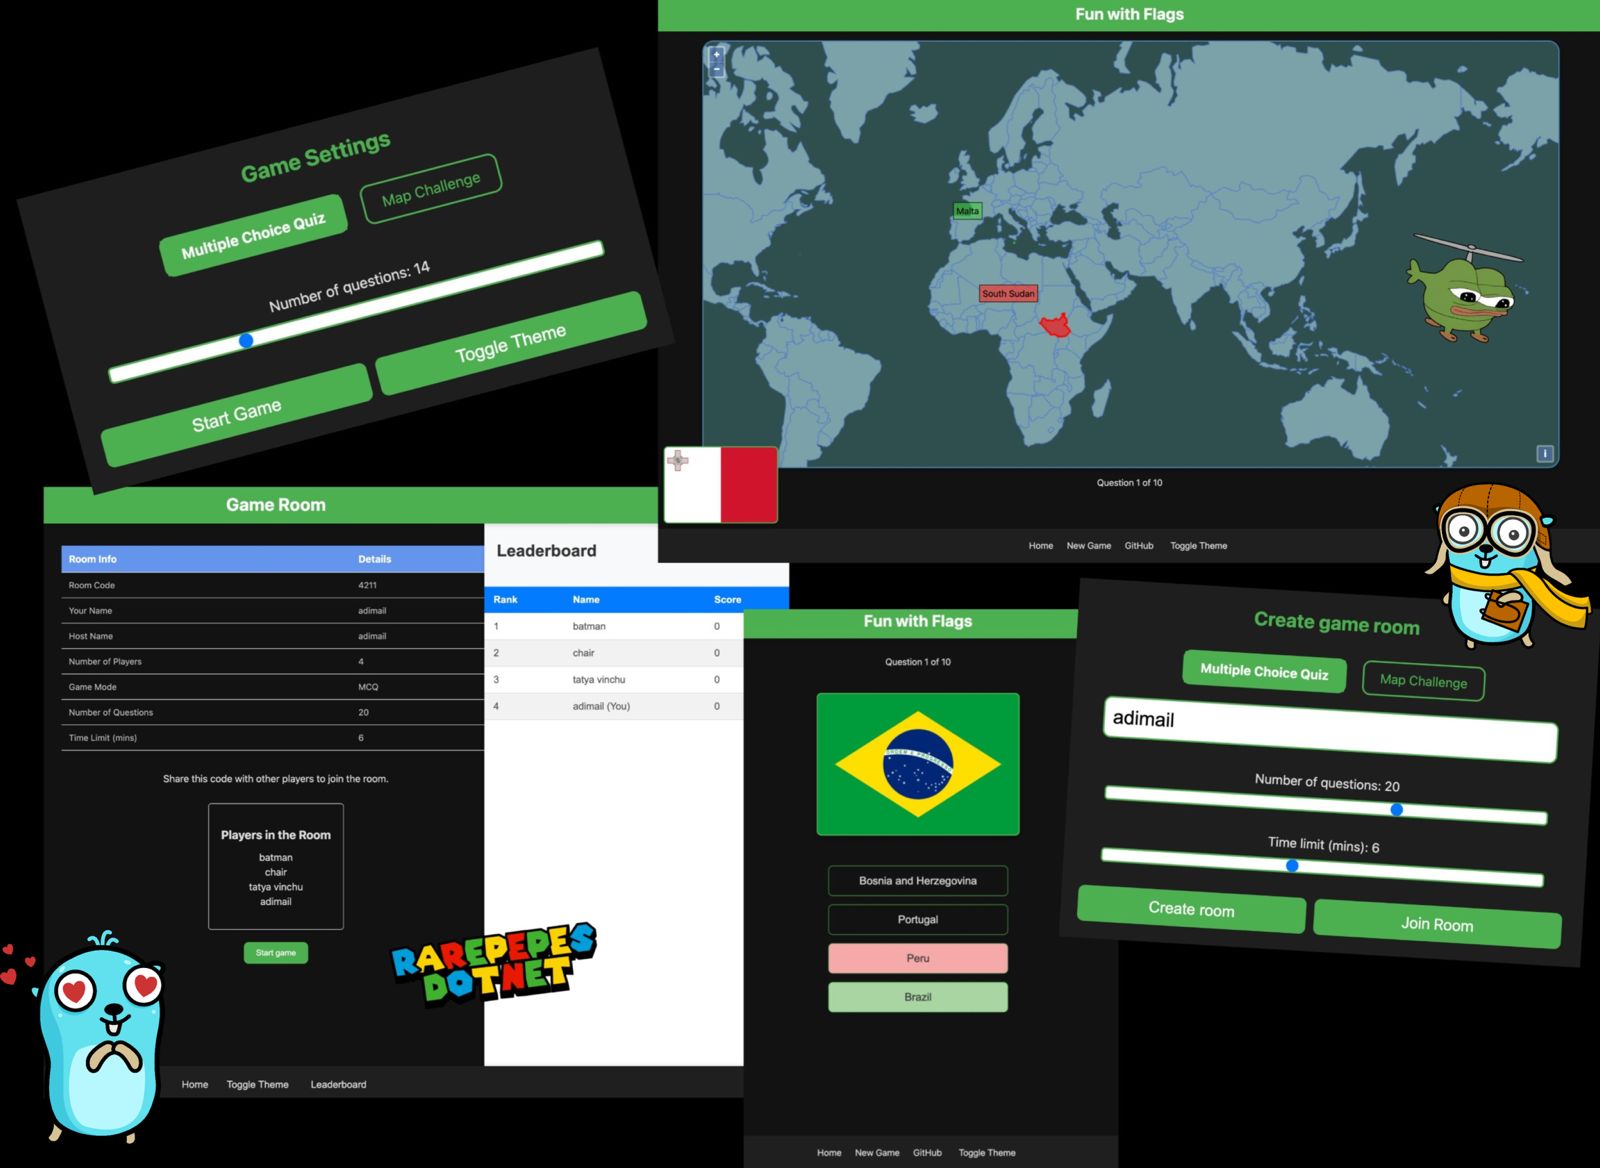 Fun with Flags
+
−
Malta
South Sudan
i
Question 1 of 10
Home New Game GitHub Toggle Theme
Game Settings
Multiple Choice Quiz Map Challenge
Number of questions: 14
Start Game Toggle Theme
Game Room
Room Info Details
Room Code 4211
Your Name adimail
Host Name adimail
Number of Players 4
Game Mode MCQ
Number of Questions 20
Time Limit (mins) 6
Share this code with other players to join the room.
Players in the Room
batman
chair
tatya vinchu
adimail
Start game
Home Toggle Theme Leaderboard
Leaderboard
Rank Name Score
1 batman 0
2 chair 0
3 tatya vinchu 0
4 adimail (You) 0
RAREPEPES
DOTNET
Fun with Flags
Question 1 of 10
Bosnia and Herzegovina
Portugal
Peru
Brazil
Home New Game GitHub Toggle Theme
Create game room
Multiple Choice Quiz Map Challenge
adimail
Number of questions: 20
Time limit (mins): 6
Create room Join Room